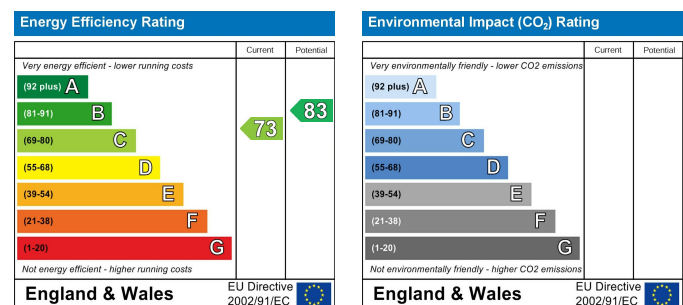 Energy Efficiency Rating
Current Potential
Very energy efficient - lower running costs
(92 plus) A
(81-91) B
(69-80) C
(55-68) D
(39-54) E
(21-38) F
(1-20) G
73
83
Not energy efficient - higher running costs
England & Wales
EU Directive
2002/91/EC
Environmental Impact (CO₂) Rating
Current Potential
Very environmentally friendly - lower CO2 emissions
(92 plus) A
(81-91) B
(69-80) C
(55-68) D
(39-54) E
(21-38) F
(1-20) G
Not environmentally friendly - higher CO2 emissions
England & Wales
EU Directive
2002/91/EC